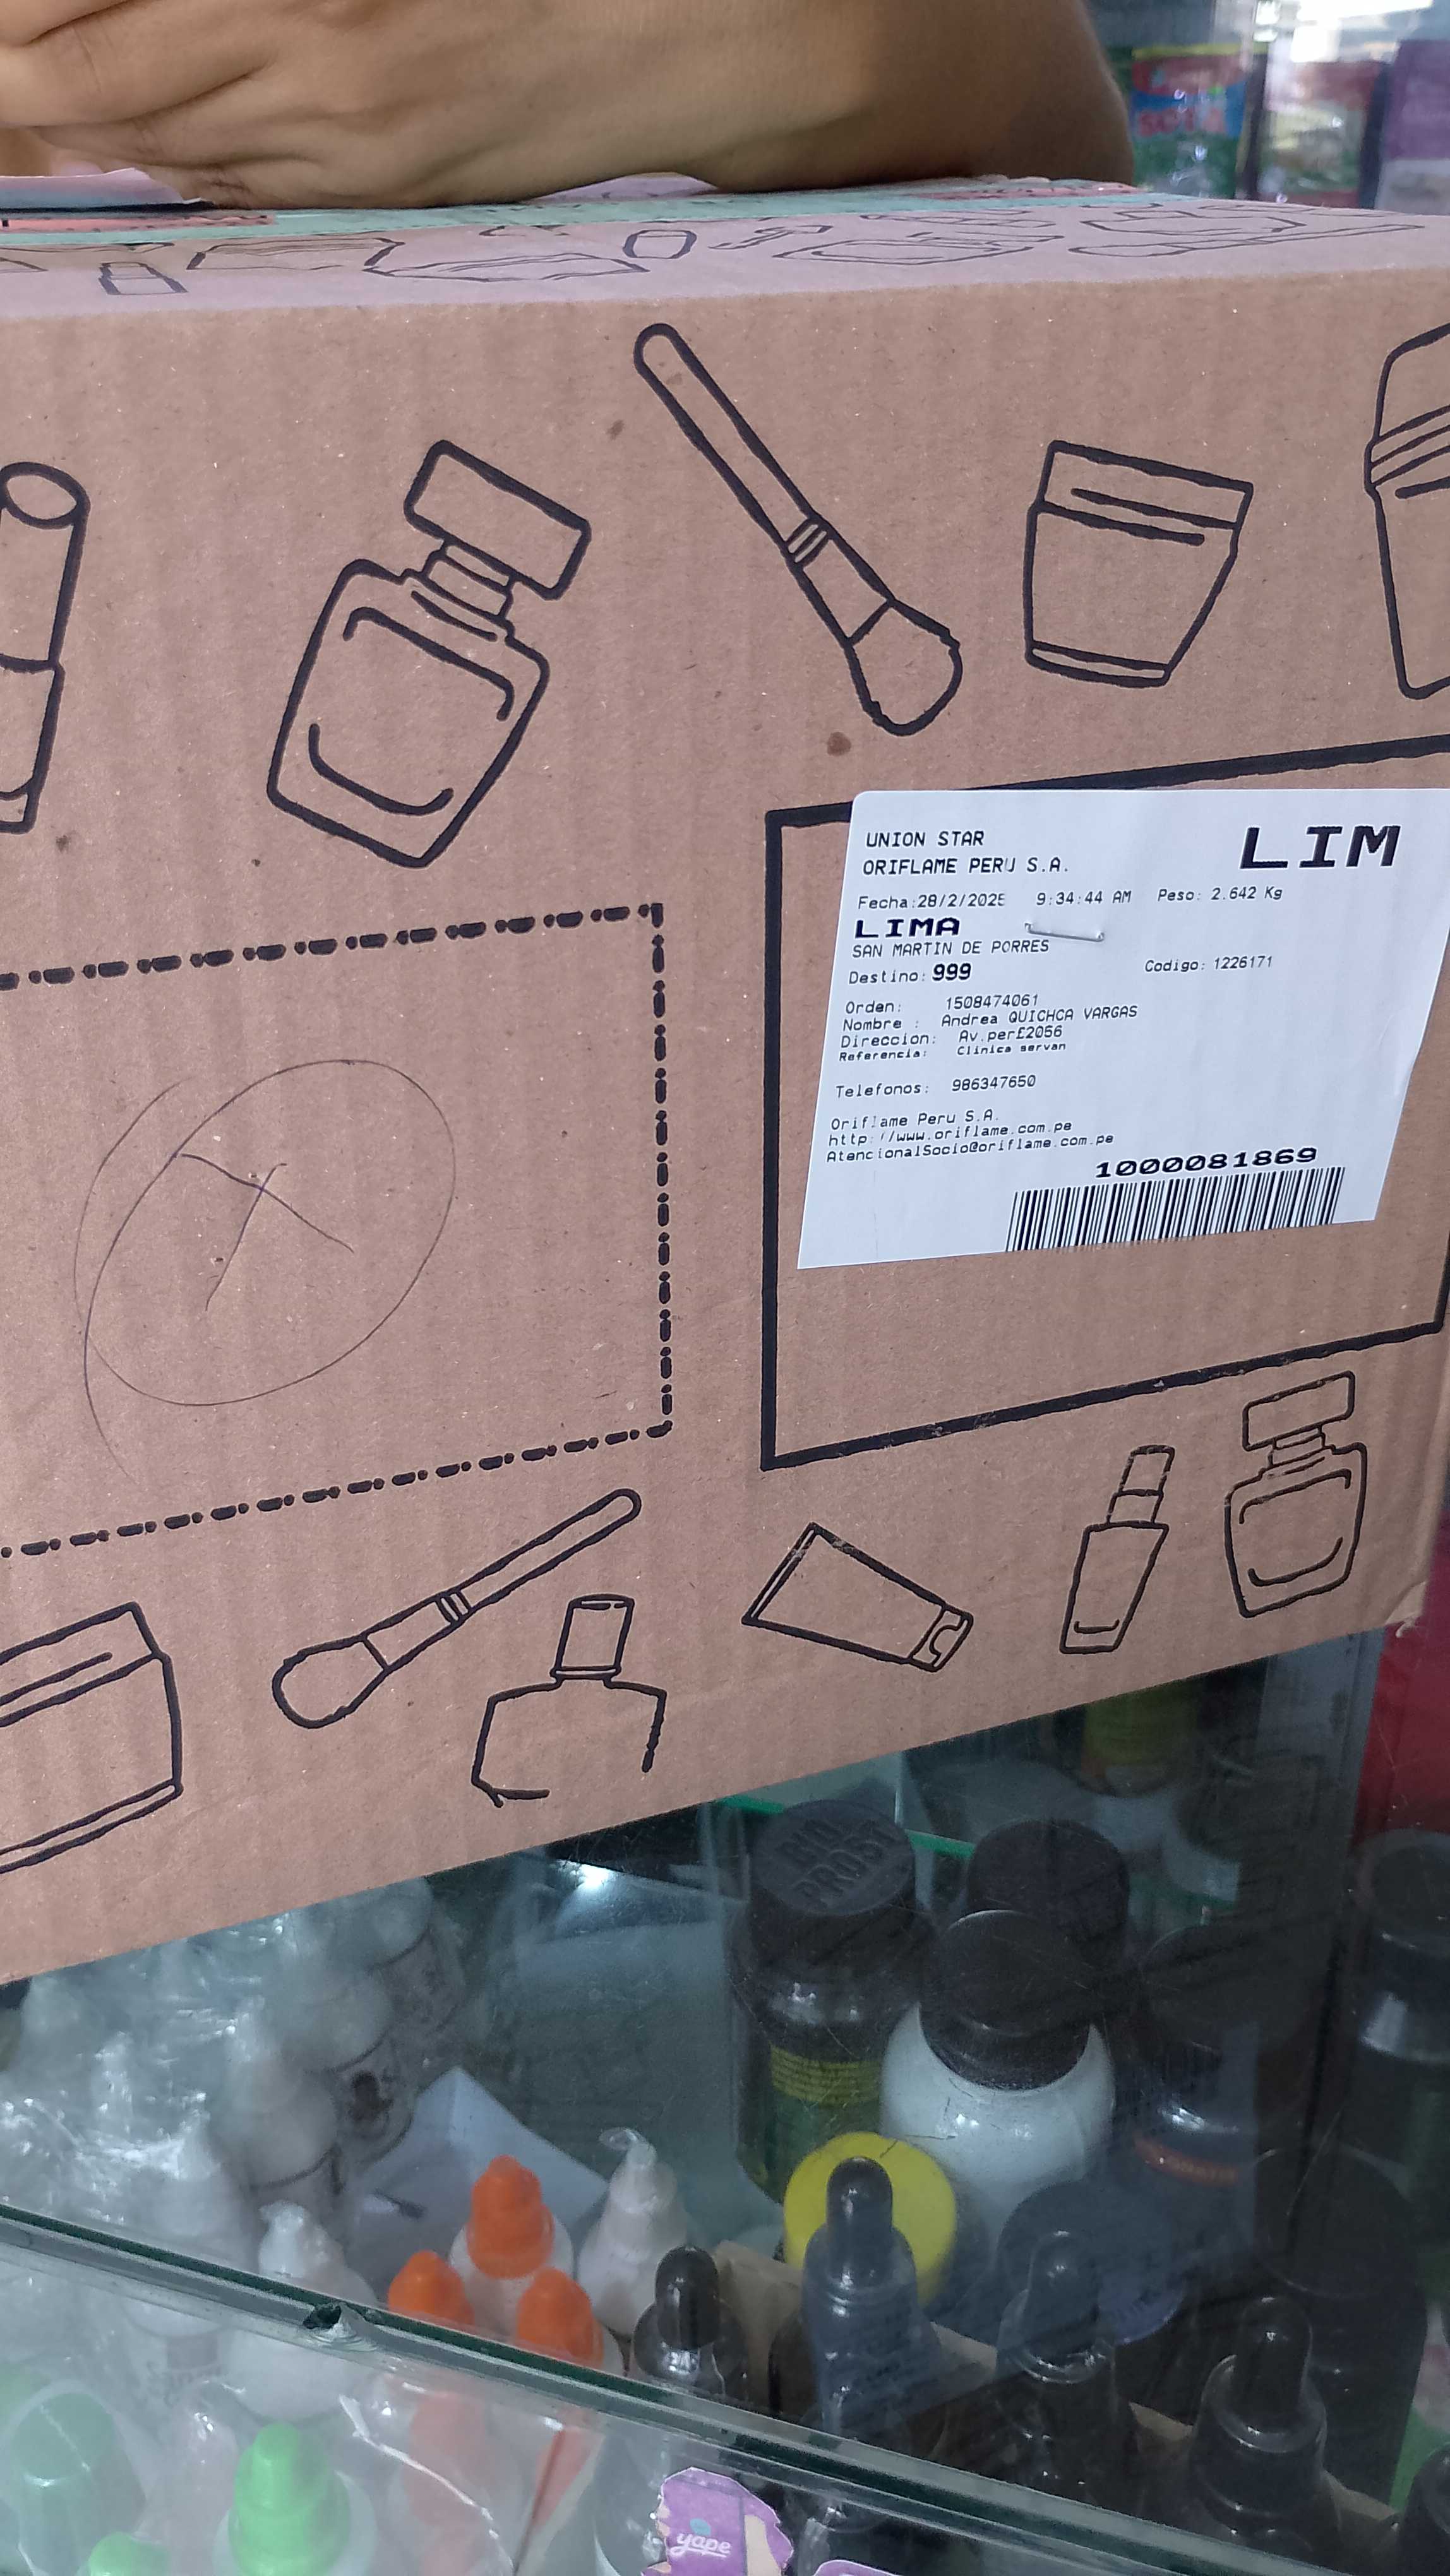 UNION STAR
LIM
ORIFLAME PERU S.A.
Fecha:28/2/2025 9:34:44 AM Peso: 2.642 Kg
LIMA
SAN MARTIN DE PORRES
Destino: 999 Codigo: 1226171
Orden: 1508474061
Nombre : Andrea QUICHCA VARGAS
Direccion: Av.per£2056
Referencia: Clinica servan
Telefonos: 986347650
Oriflame Peru S.A.
http://www.oriflame.com.pe
AtencionalSocio@oriflame.com.pe
1000081869
yape